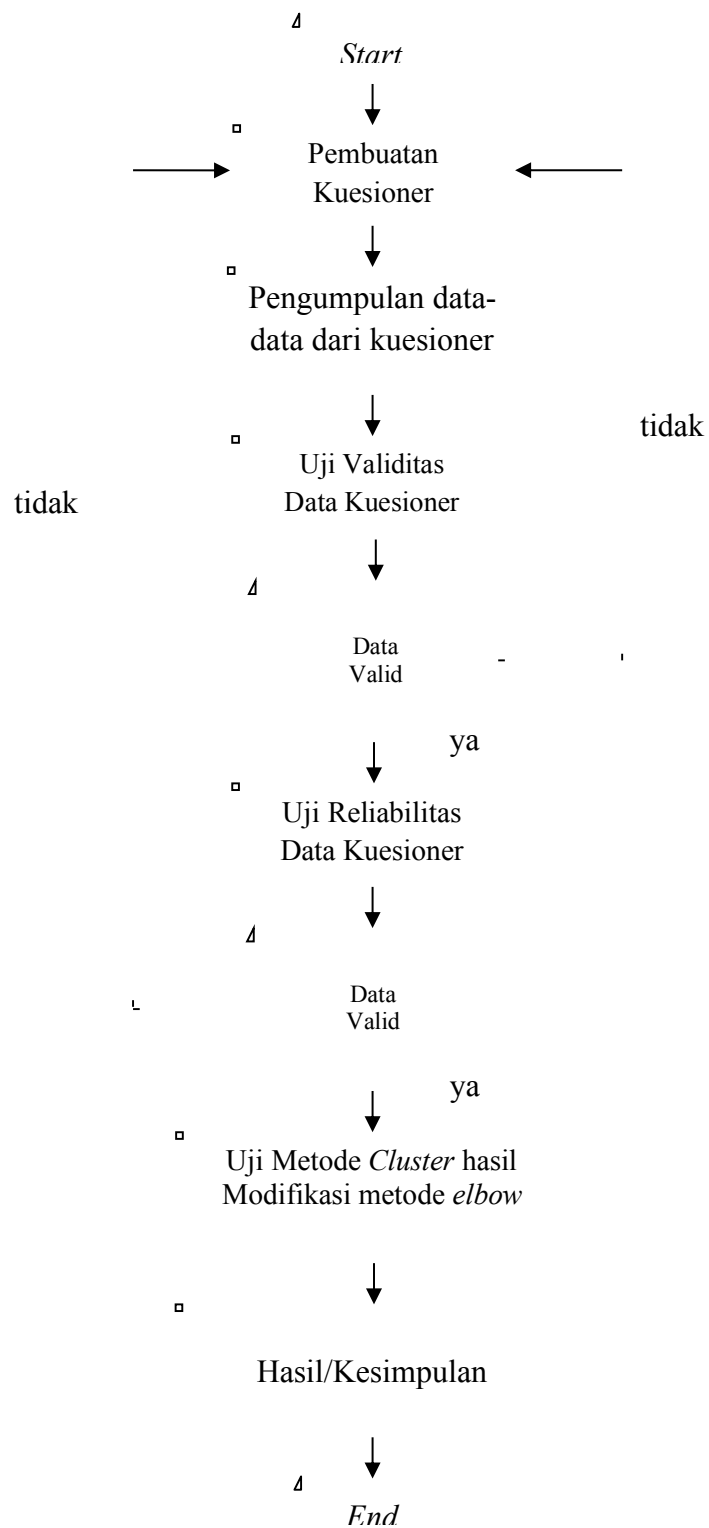 Start
Pembuatan
Kuesioner
Pengumpulan data-
data dari kuesioner
tidak
Uji Validitas
Data Kuesioner
tidak
Data
Valid
ya
Uji Reliabilitas
Data Kuesioner
Data
Valid
ya
Uji Metode Cluster hasil
Modifikasi metode elbow
Hasil/Kesimpulan
End